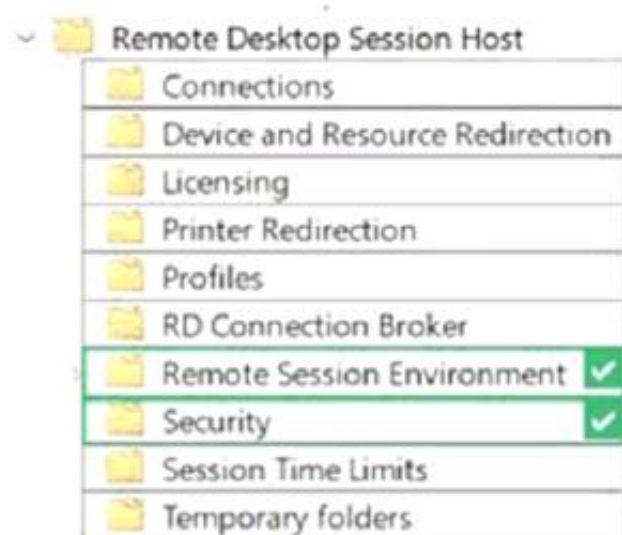 Remote Desktop Session Host
Connections
Device and Resource Redirection
Licensing
Printer Redirection
Profiles
RD Connection Broker
Remote Session Environment
Security
Session Time Limits
Temporary folders